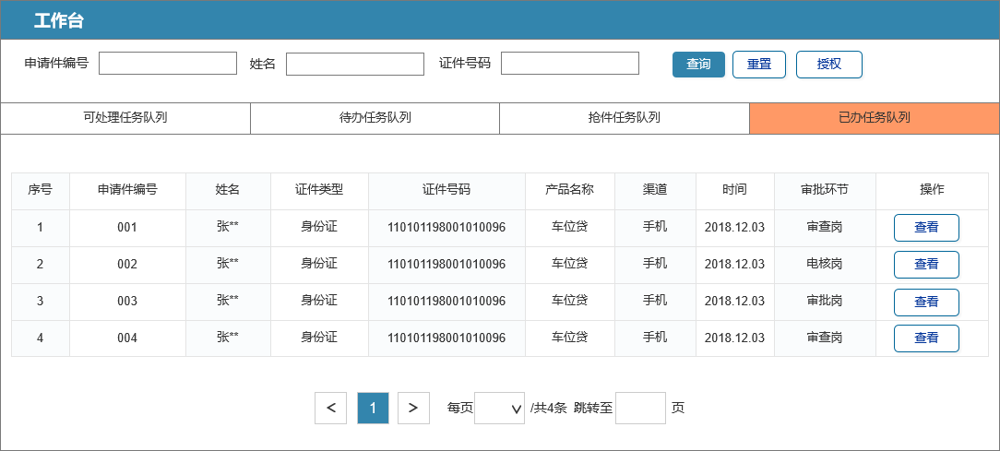 工作台
申请件编号 姓名 证件号码 查询 重置 授权
可处理任务队列 待办任务队列 抢件任务队列 已办任务队列
序号 申请件编号 姓名 证件类型 证件号码 产品名称 渠道 时间 审批环节 操作
1 001 张** 身份证 110101198001010096 车位贷 手机 2018.12.03 审查岗 查看
2 002 张** 身份证 110101198001010096 车位贷 手机 2018.12.03 电核岗 查看
3 003 张** 身份证 110101198001010096 车位贷 手机 2018.12.03 审批岗 查看
4 004 张** 身份证 110101198001010096 车位贷 手机 2018.12.03 审查岗 查看
< 1 > 每页 /共4条 跳转至 页